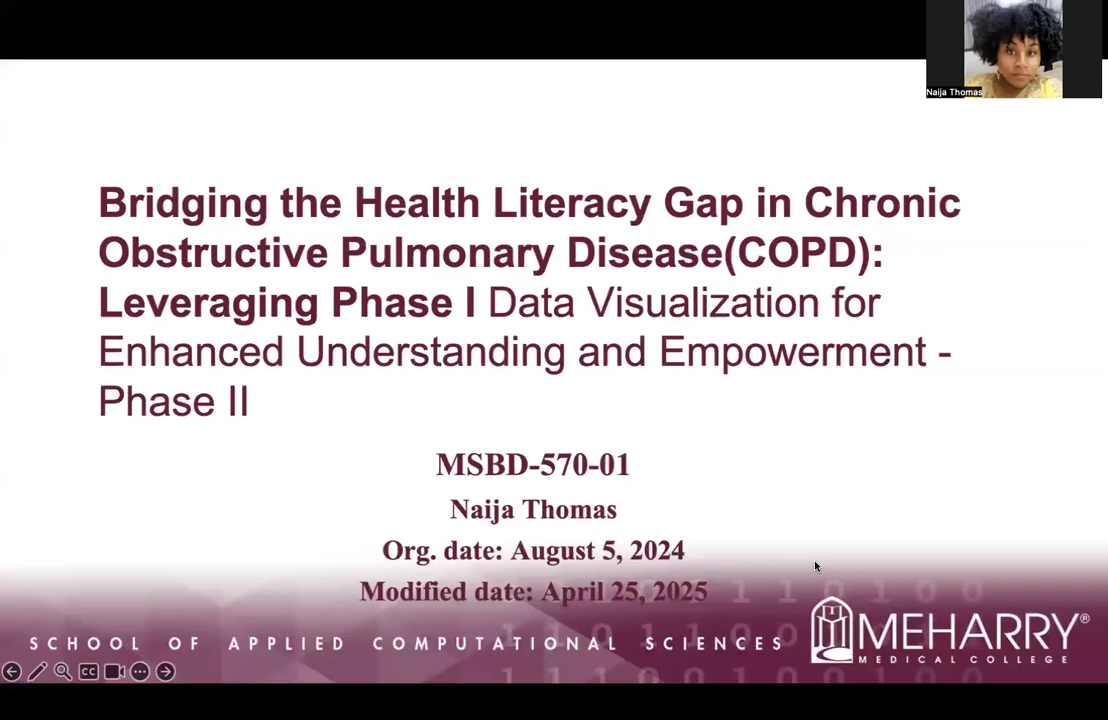 Naija Thomas
Bridging the Health Literacy Gap in Chronic
Obstructive Pulmonary Disease(COPD):
Leveraging Phase I Data Visualization for
Enhanced Understanding and Empowerment -
Phase II
MSBD-570-01
Naija Thomas
Org. date: August 5, 2024
Modified date: April 25, 2025
SCHOOL OF APPLIED COMPUTATIONAL SCIENCES
MEHARRY®
MEDICAL COLLEGE
CC